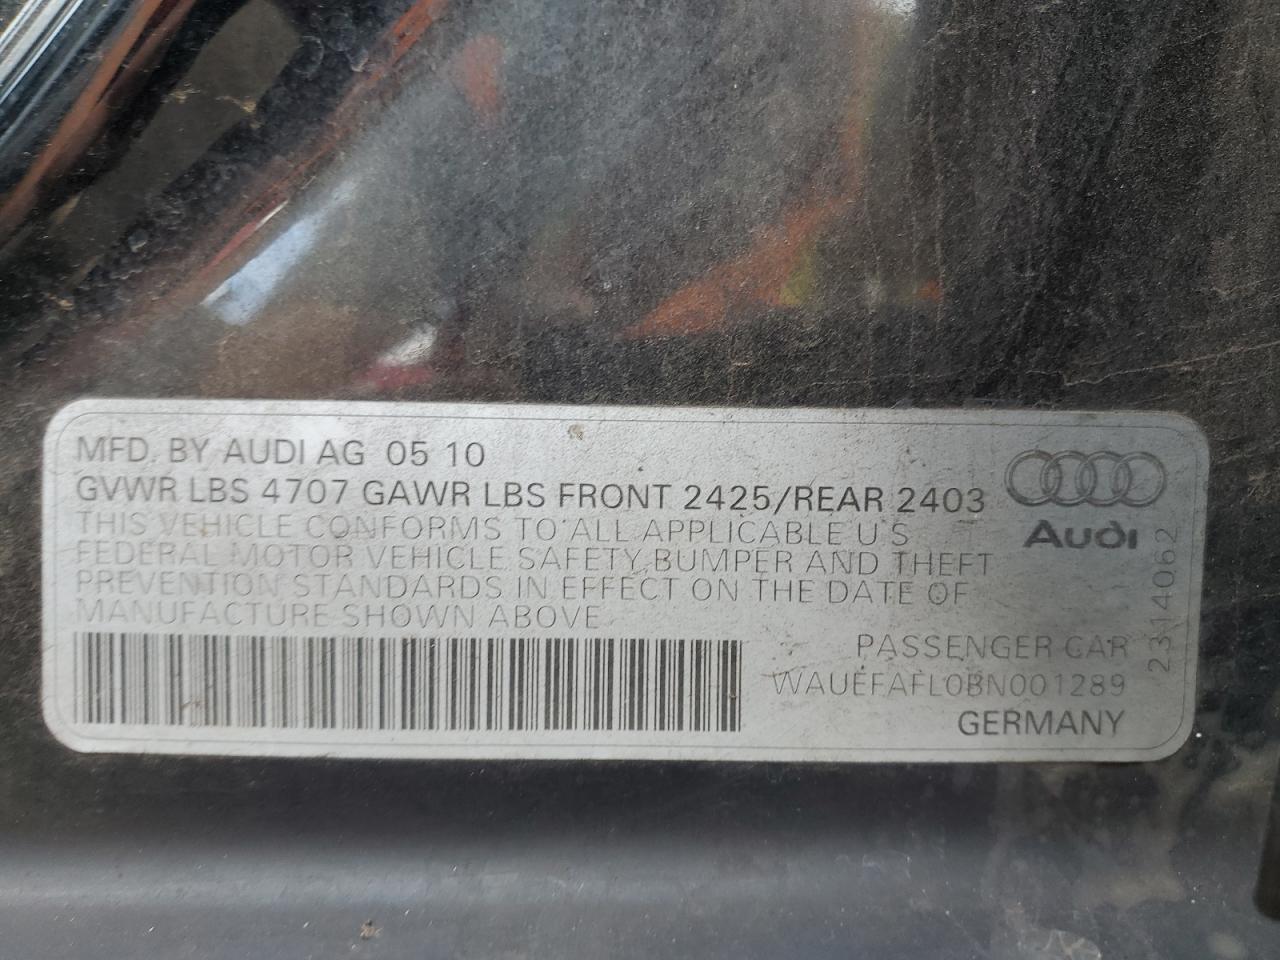 MFD. BY AUDI AG 05 10
GVWR LBS 4707 GAWR LBS FRONT 2425/REAR 2403
THIS VEHICLE CONFORMS TO ALL APPLICABLE U S
FEDERAL MOTOR VEHICLE SAFETY,BUMPER AND THEFT
PREVENTION STANDARDS IN EFFECT ON THE DATE OF
MANUFACTURE SHOWN ABOVE
Audi
2314062
PASSENGER CAR
WAUEFAFL0BN001289
GERMANY